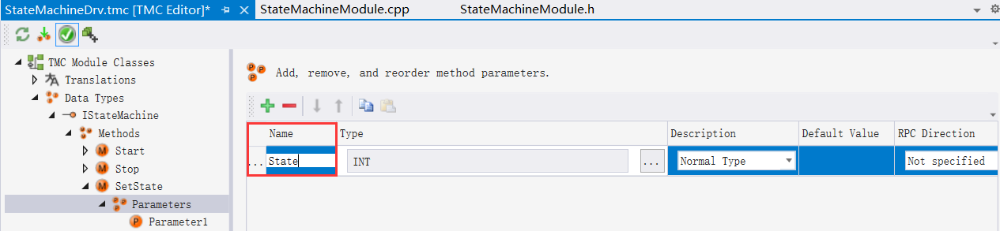 StateMachineDrv.tmc [TMC Editor]* StateMachineModule.cpp StateMachineModule.h
TMC Module Classes
Translations
Data Types
IStateMachine
Methods
Start
Stop
SetState
Parameters
Parameter1
Add, remove, and reorder method parameters.
Name Type Description Default Value RPC Direction
... State INT ... Normal Type Not specified